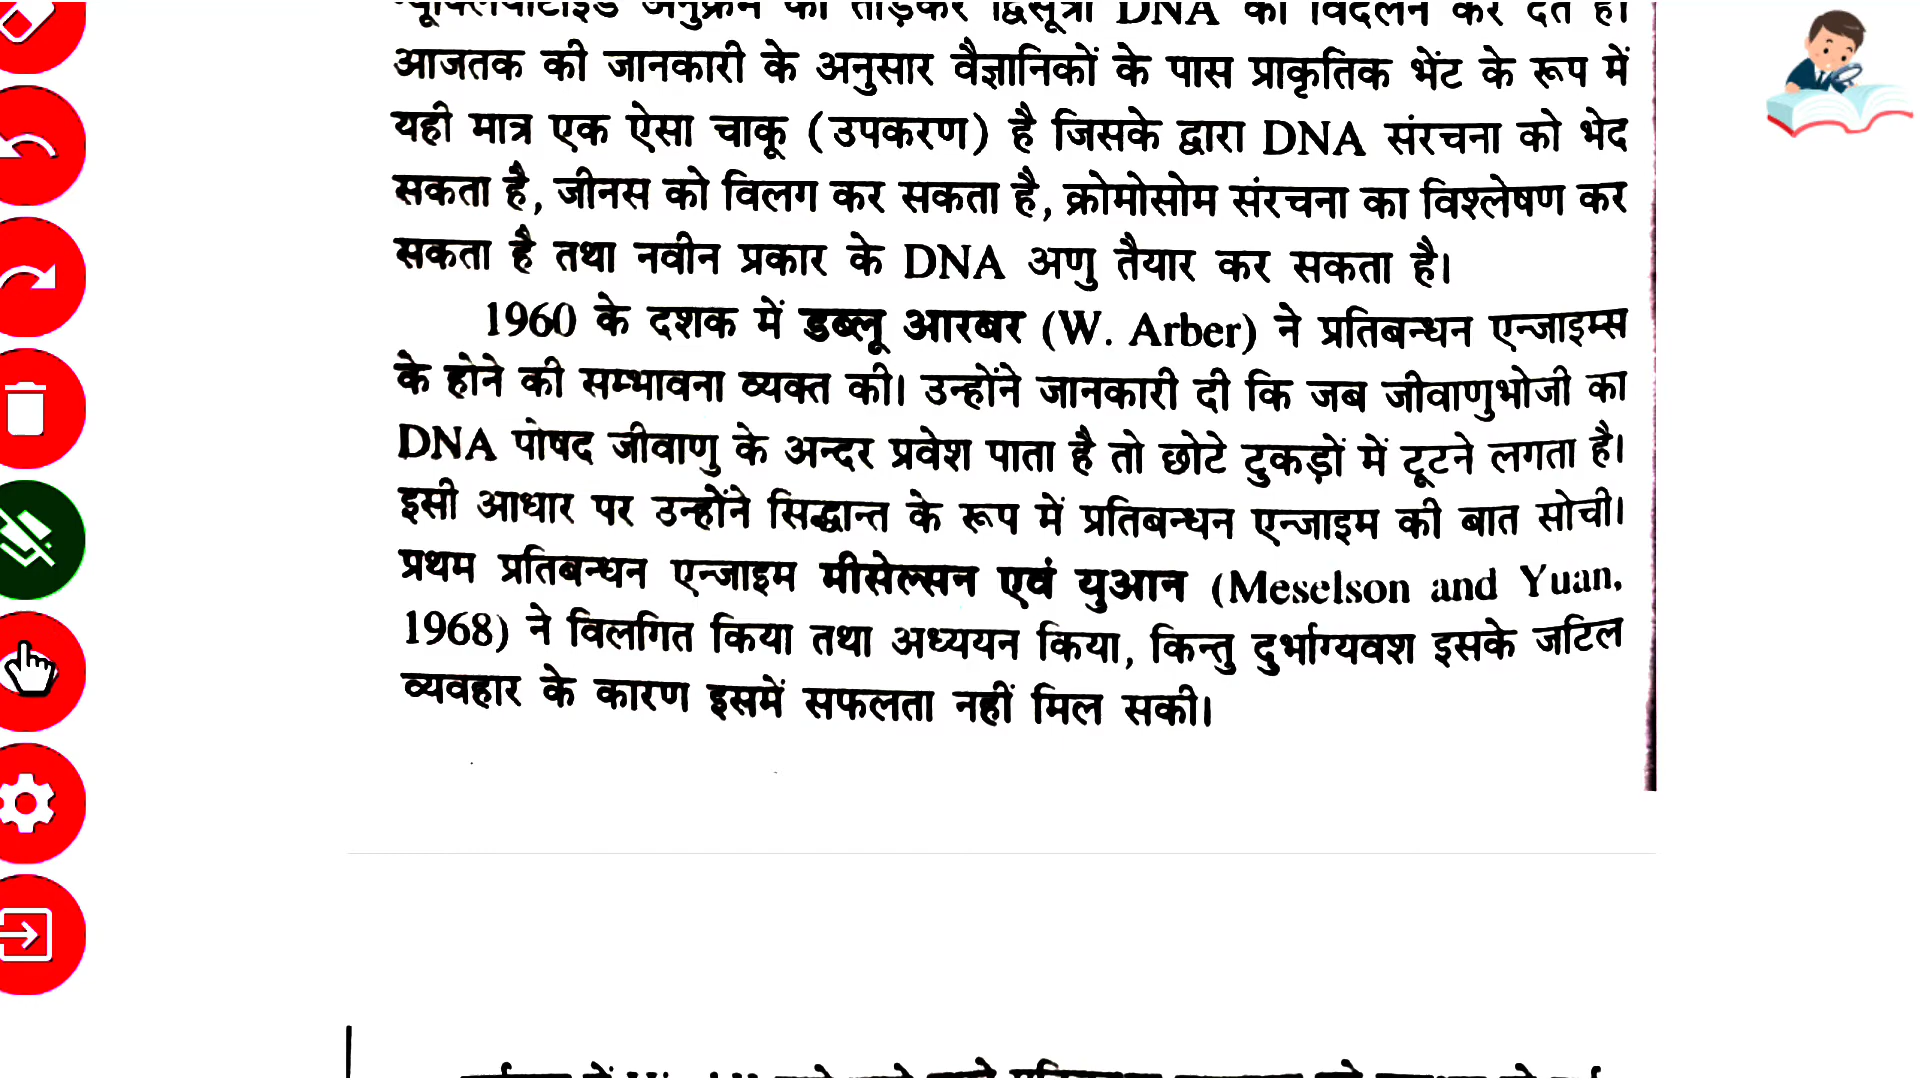 न्यूक्लियोटाइड अनुक्रम को तोड़कर द्विसूत्री DNA का विदलन कर देते हैं।
आजतक की जानकारी के अनुसार वैज्ञानिकों के पास प्राकृतिक भेंट के रूप में
यही मात्र एक ऐसा चाकू (उपकरण) है जिसके द्वारा DNA संरचना को भेद
सकता है, जीनस को विलग कर सकता है, क्रोमोसोम संरचना का विश्लेषण कर
सकता है तथा नवीन प्रकार के DNA अणु तैयार कर सकता है।
1960 के दशक में डब्लू आरबर (W. Arber) ने प्रतिबन्धन एन्जाइम्स
के होने की सम्भावना व्यक्त की। उन्होंने जानकारी दी कि जब जीवाणुभोजी का
DNA पोषद जीवाणु के अन्दर प्रवेश पाता है तो छोटे टुकड़ों में टूटने लगता है।
इसी आधार पर उन्होंने सिद्धान्त के रूप में प्रतिबन्धन एन्जाइम की बात सोची।
प्रथम प्रतिबन्धन एन्जाइम मीसेल्सन एवं युआन (Meselson and Yuan,
1968) ने विलगित किया तथा अध्ययन किया, किन्तु दुर्भाग्यवश इसके जटिल
व्यवहार के कारण इसमें सफलता नहीं मिल सकी।